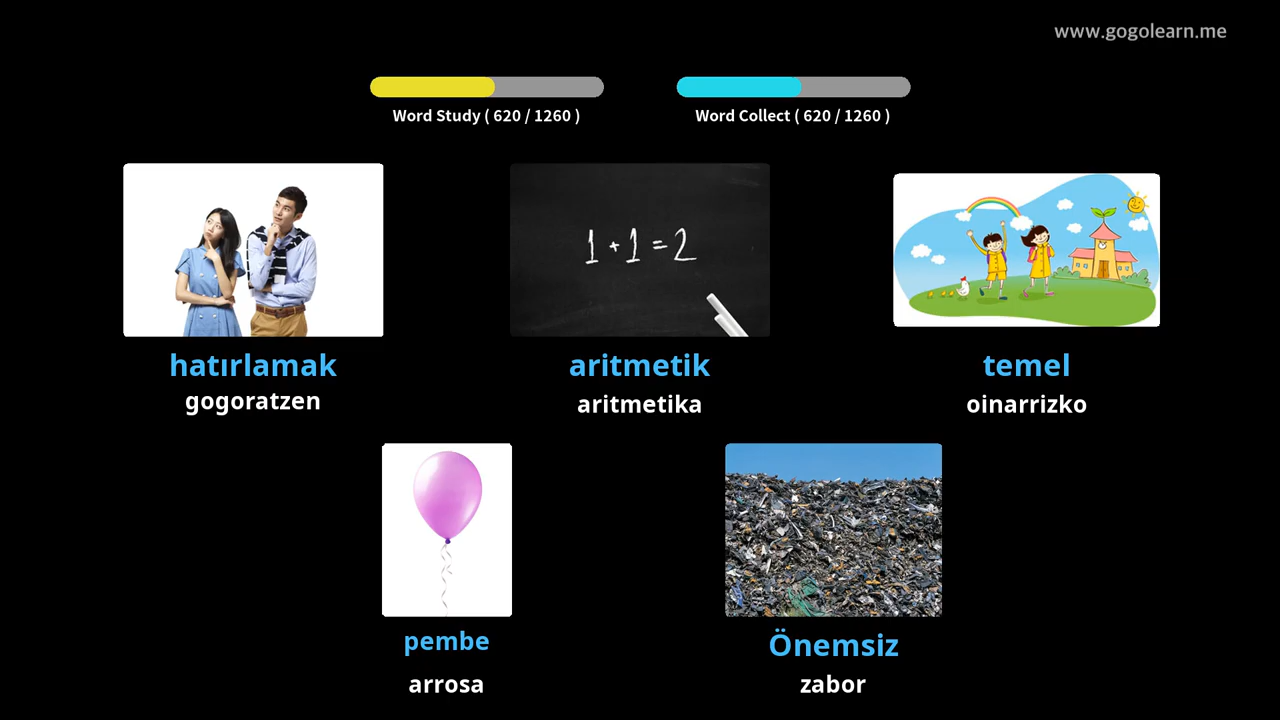 www.gogolearn.me
Word Study ( 620 / 1260 )
Word Collect ( 620 / 1260 )
1 + 1 = 2
hatırlamak
gogoratzen
aritmetik
aritmetika
temel
oinarrizko
pembe
arrosa
Önemsiz
zabor